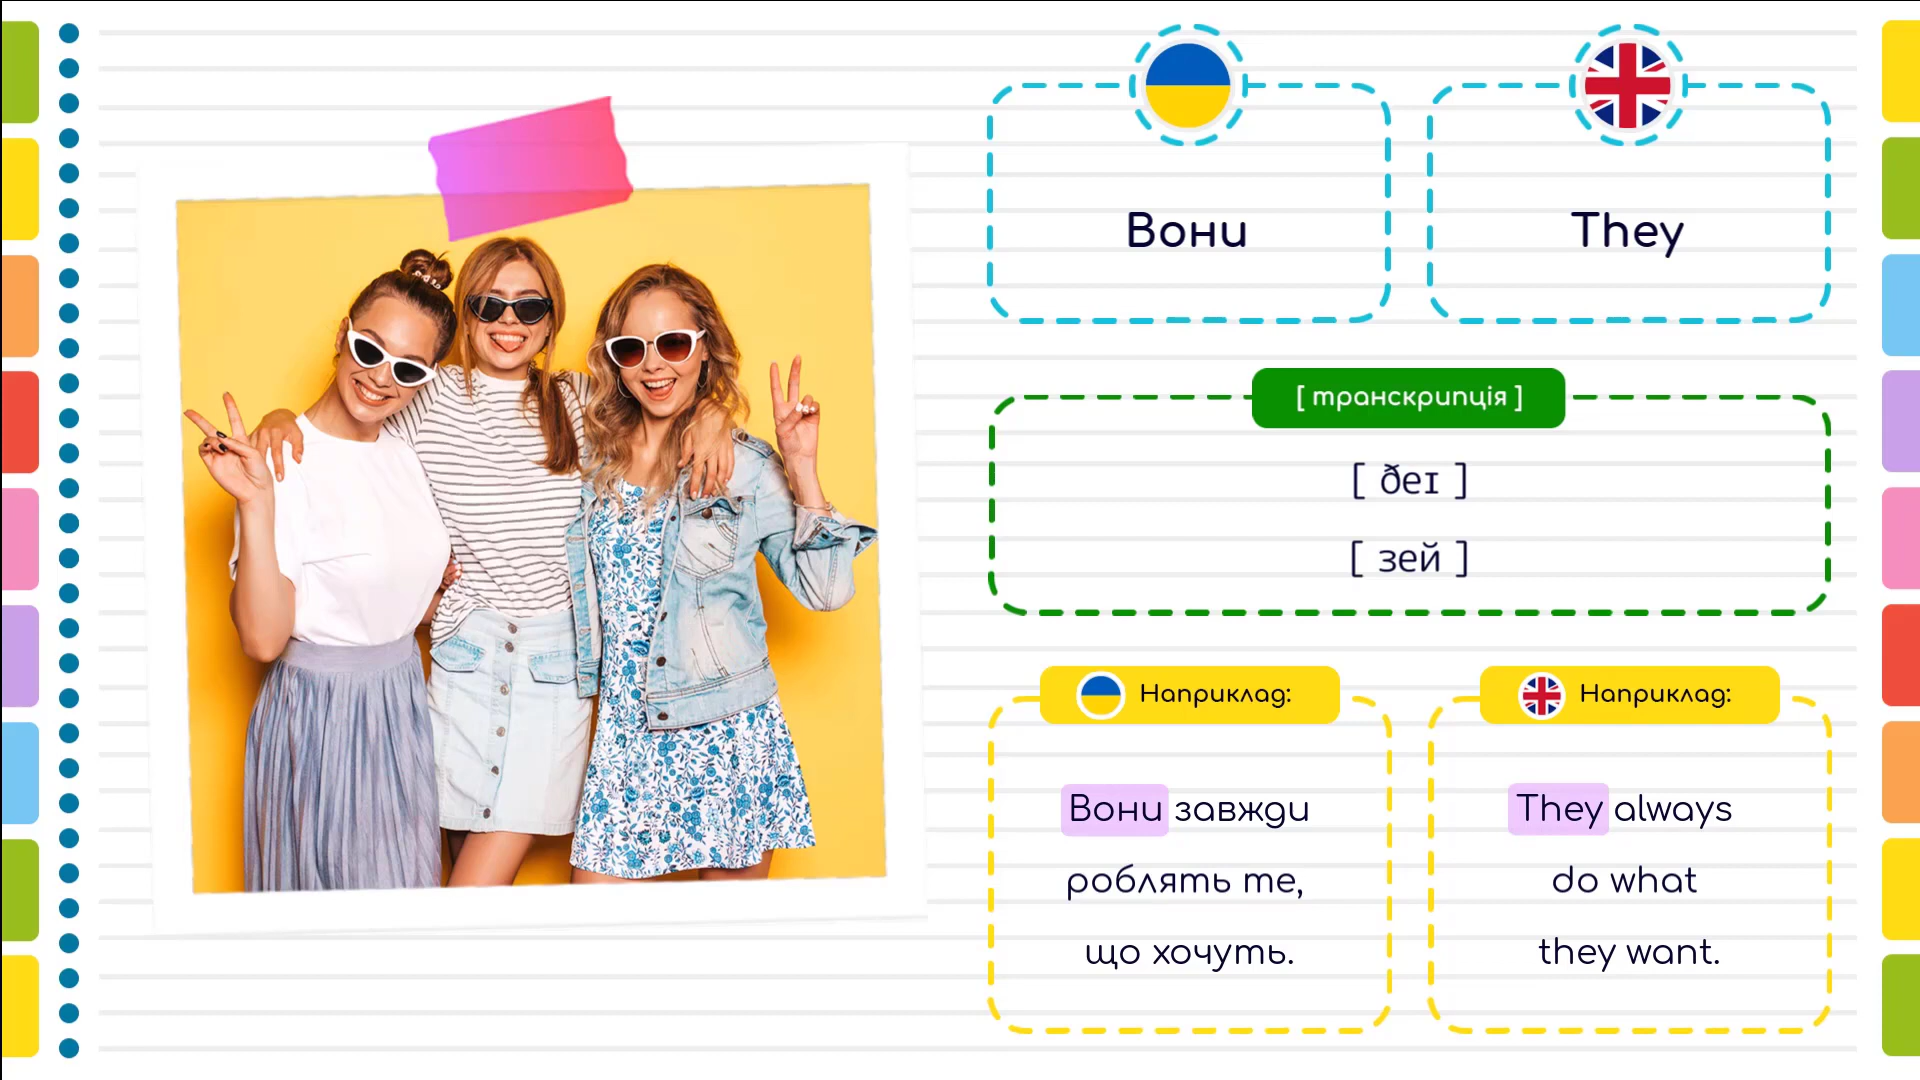 Вони
They
[ транскрипція ]
[ ðeɪ ]
[ зей ]
Наприклад:
Вони завжди
роблять те,
що хочуть.
Наприклад:
They always
do what
they want.